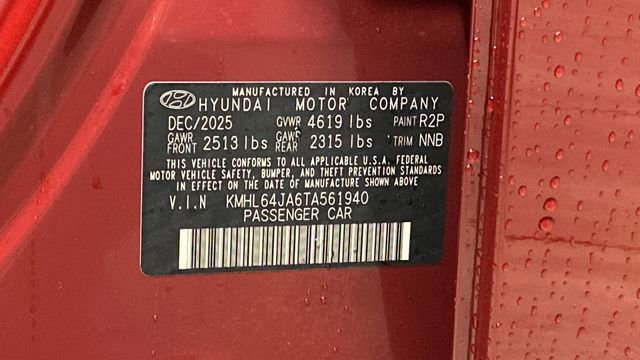 MANUFACTURED IN KOREA BY
HYUNDAI MOTOR COMPANY
DEC/2025 GVWR 4619 lbs PAINT R2P
GAWR FRONT 2513 lbs GAWS REAR 2315 lbs TRIM NNB
THIS VEHICLE CONFORMS TO ALL APPLICABLE U.S.A. FEDERAL
MOTOR VEHICLE SAFETY, BUMPER, AND THEFT PREVENTION STANDARDS
IN EFFECT ON THE DATE OF MANUFACTURE SHOWN ABOVE
V.I.N KMHL64JA6TA561940
PASSENGER CAR